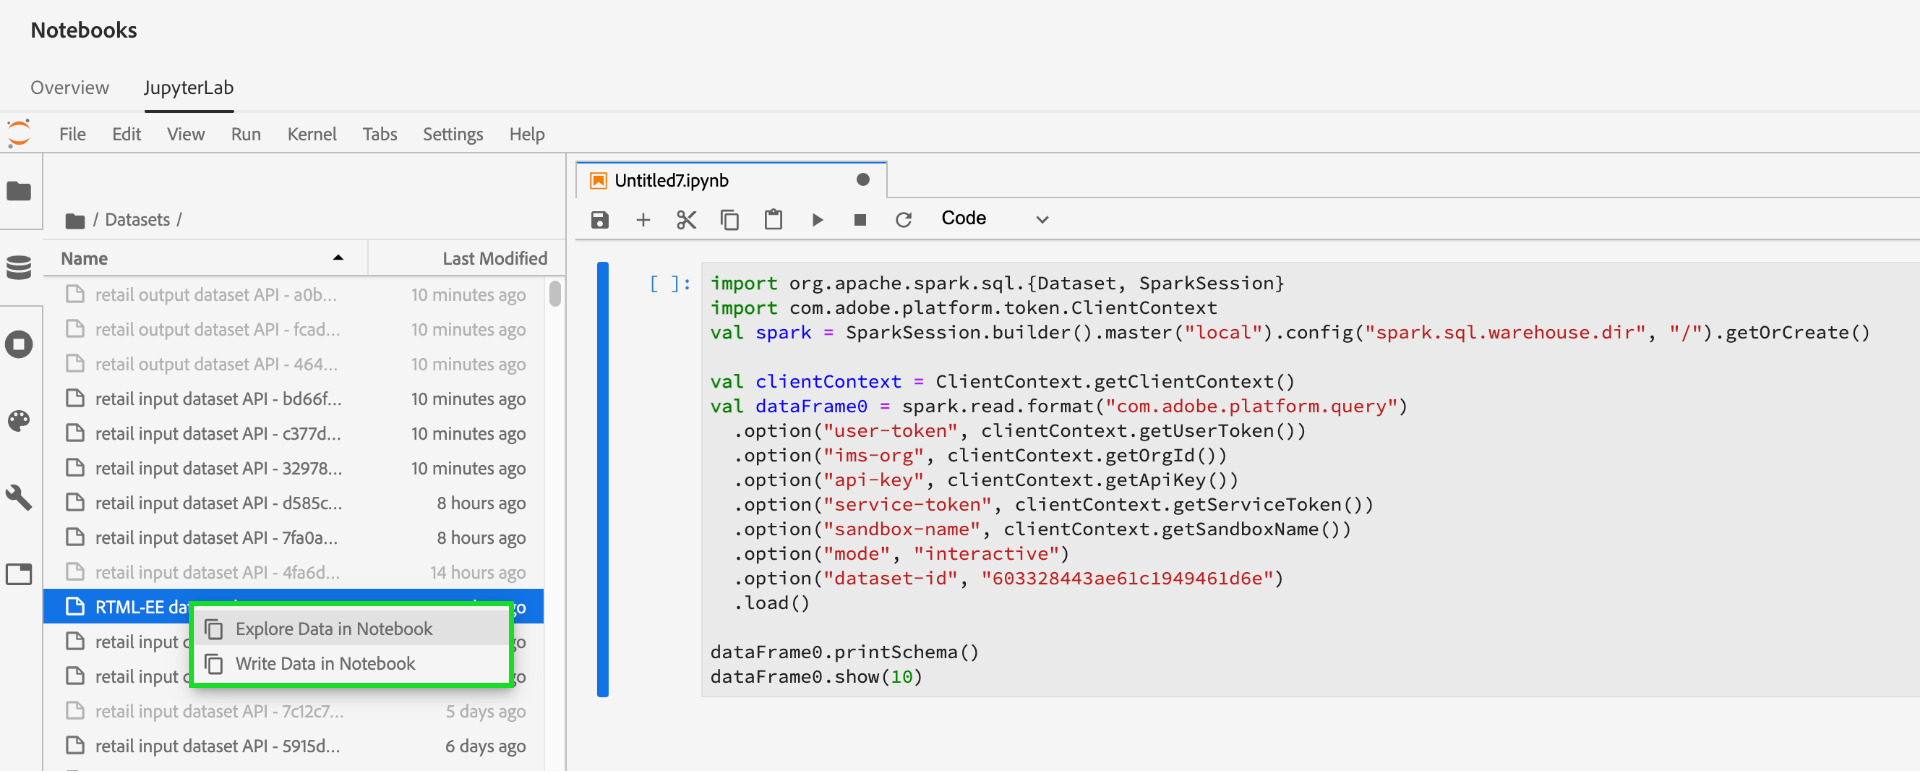 Notebooks
Overview JupyterLab
File Edit View Run Kernel Tabs Settings Help
/ Datasets /
Name Last Modified
retail output dataset API - a0b... 10 minutes ago
retail output dataset API - fcad... 10 minutes ago
retail output dataset API - 464... 10 minutes ago
retail input dataset API - bd66f... 10 minutes ago
retail input dataset API - c377d... 10 minutes ago
retail input dataset API - 32978... 10 minutes ago
retail input dataset API - d585c... 8 hours ago
retail input dataset API - 7fa0a... 8 hours ago
retail input dataset API - 4fa6d... 14 hours ago
RTML-EE
Explore Data in Notebook
retail input
Write Data in Notebook
retail input
retail input dataset API - 7c12c7... 5 days ago
retail input dataset API - 5915d... 6 days ago
Untitled7.ipynb
Code
[ ]: import org.apache.spark.sql.{Dataset, SparkSession}
import com.adobe.platform.token.ClientContext
val spark = SparkSession.builder().master("local").config("spark.sql.warehouse.dir", "/").getOrCreate()
val clientContext = ClientContext.getClientContext()
val dataFrame0 = spark.read.format("com.adobe.platform.query")
.option("user-token", clientContext.getUserToken())
.option("ims-org", clientContext.getOrgId())
.option("api-key", clientContext.getApiKey())
.option("service-token", clientContext.getServiceToken())
.option("sandbox-name", clientContext.getSandboxName())
.option("mode", "interactive")
.option("dataset-id", "603328443ae61c1949461d6e")
.load()
dataFrame0.printSchema()
dataFrame0.show(10)